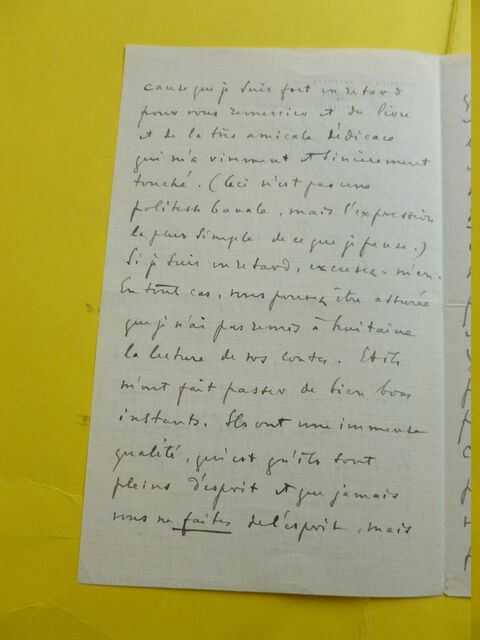 cause que je suis fort en retard
pour vous remercier et du livre
et de la très amicale dédicace
qui m'a vivement et sincèrement
touché. (Ceci n'est pas une
politesse banale, mais l'expression
la plus simple de ce que je pense.)
Si je suis en retard, excusez-m'en.
En tout cas, vous pouvez être assurée
que je n'ai pas remis à huitaine
la lecture de vos contes. Et ils
m'ont fait passer de bien bons
instants. Ils ont une immense
qualité, qui est qu'ils sont
pleins d'esprit et que jamais
vous ne faites de l'esprit, mais